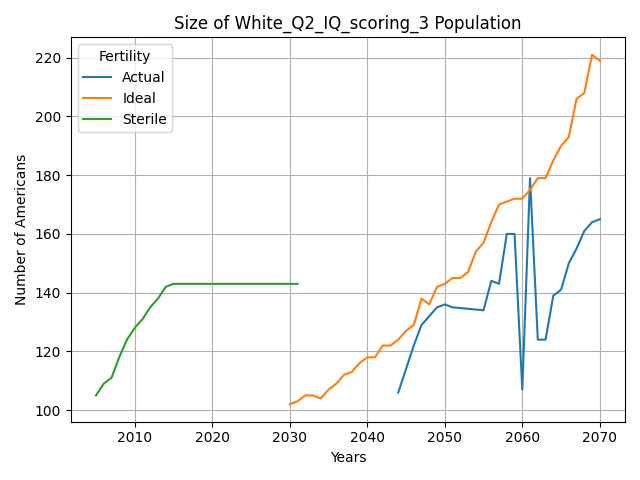 Size of White_Q2_IQ_scoring_3 Population
Fertility
Actual
Ideal
Sterile
Number of Americans
220
200
180
160
140
120
100
2010
2020
2030
2040
2050
2060
2070
Years